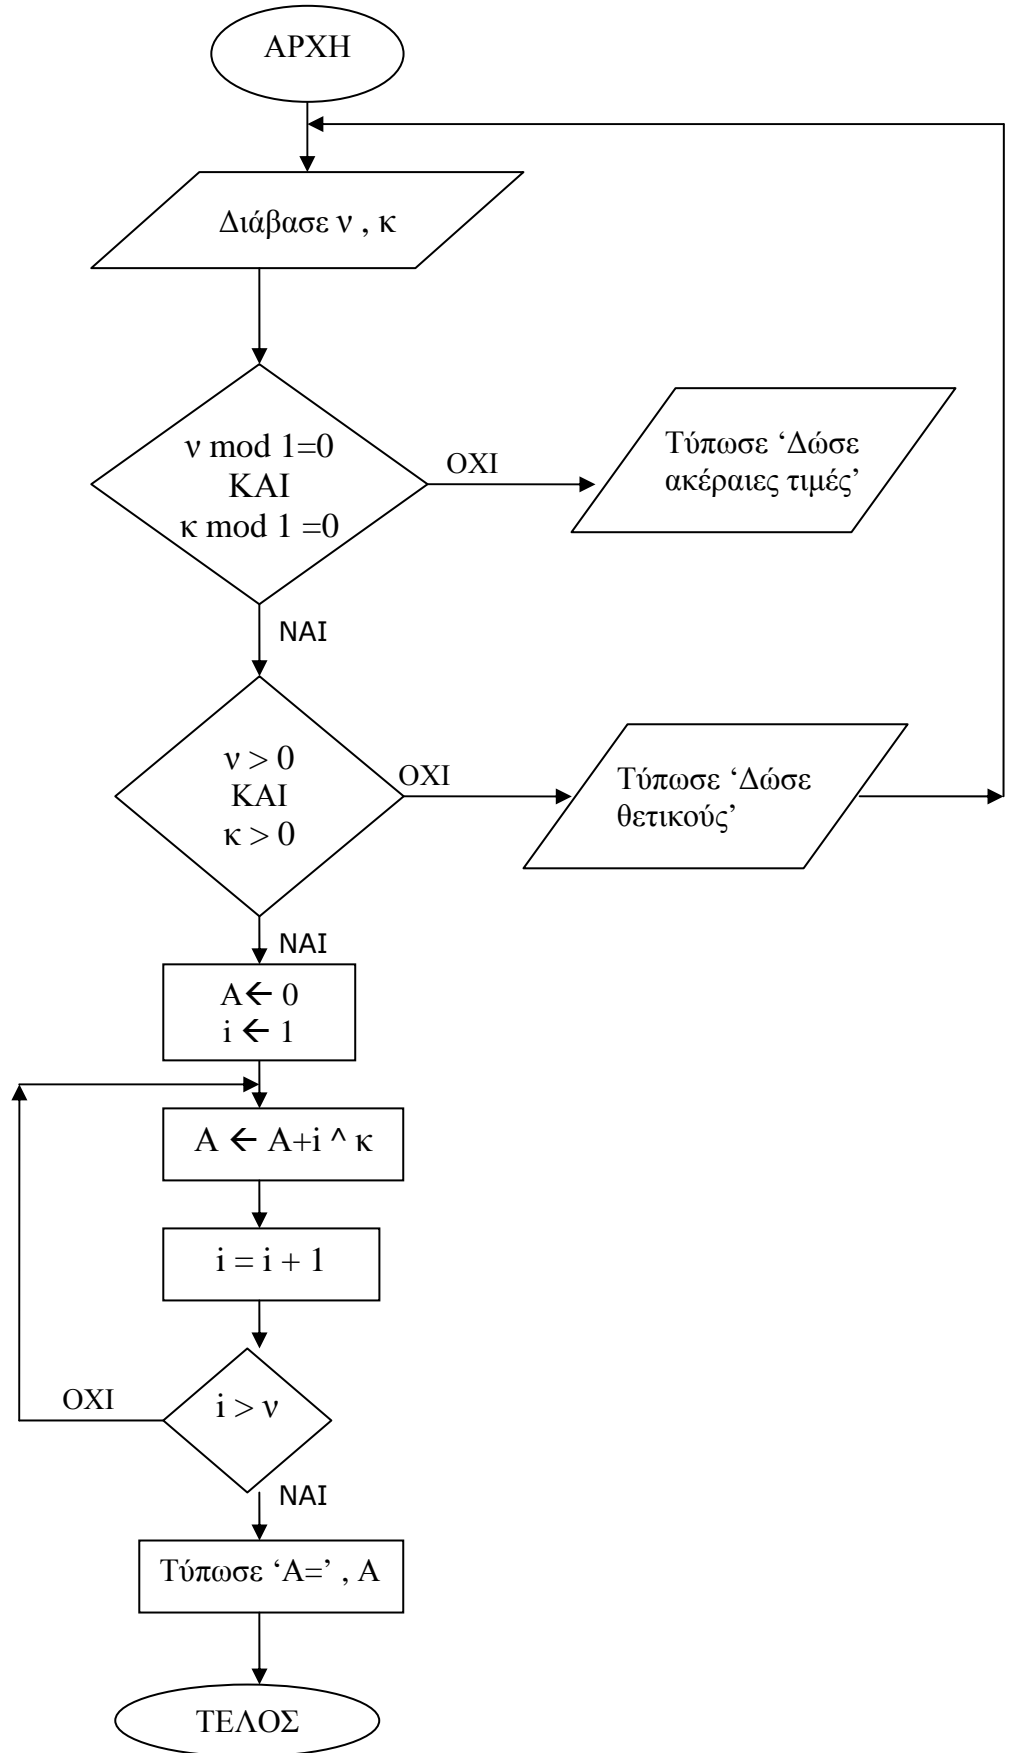 ΑΡΧΗ
Διάβασε ν , κ
ν mod 1=0
ΚΑΙ
κ mod 1 =0
ΟΧΙ
Τύπωσε ‘Δώσε
ακέραιες τιμές’
ΝΑΙ
ν > 0
ΚΑΙ
κ > 0
ΟΧΙ
Τύπωσε ‘Δώσε
θετικούς’
ΝΑΙ
Α← 0
i ← 1
Α ← Α+i ^ κ
i = i + 1
i > ν
ΟΧΙ
ΝΑΙ
Τύπωσε ‘Α=’ , Α
ΤΕΛΟΣ